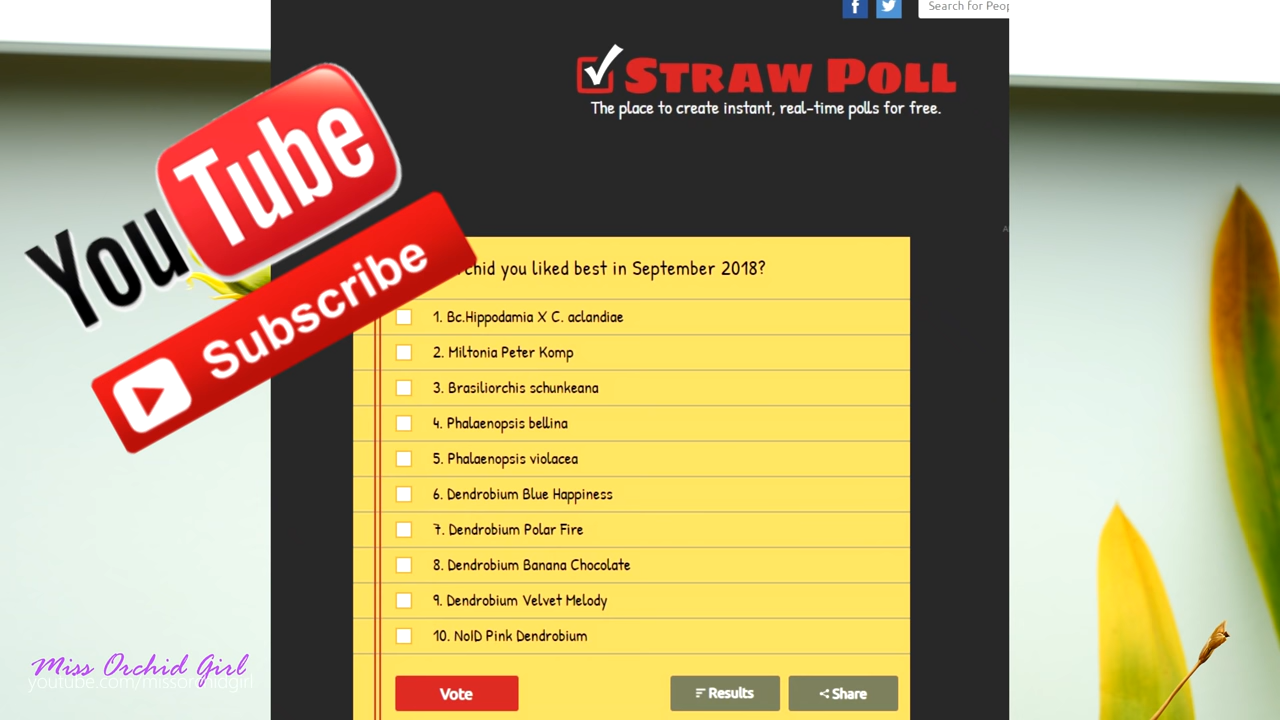 f
Search for Peop
STRAW POLL
The place to create instant, real-time polls for free.
YouTube
Subscribe
chid you liked best in September 2018?
1. Bc.Hippodamia X C. aclandiae
2. Miltonia Peter Komp
3. Brasiliorchis schunkeana
4. Phalaenopsis bellina
5. Phalaenopsis violacea
6. Dendrobium Blue Happiness
7. Dendrobium Polar Fire
8. Dendrobium Banana Chocolate
9. Dendrobium Velvet Melody
10. NoID Pink Dendrobium
Vote
Results
Share
Miss Orchid Girl
youtube.com/missorchidgirl